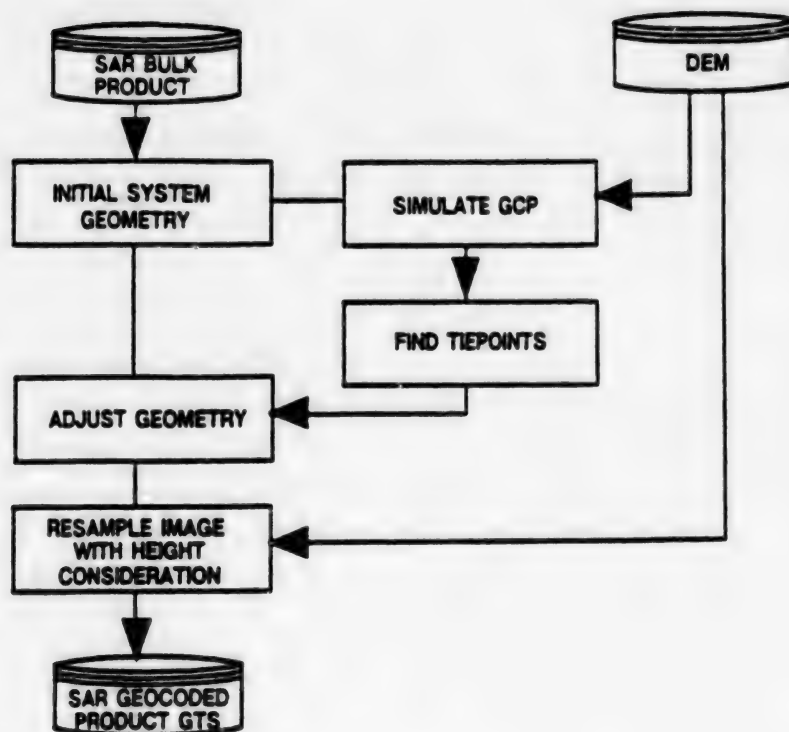 SAR BULK
PRODUCT
DEM
INITIAL SYSTEM
GEOMETRY
SIMULATE GCP
FIND TIEPOINTS
ADJUST GEOMETRY
RESAMPLE IMAGE
WITH HEIGHT
CONSIDERATION
SAR GEOCODED
PRODUCT GTS